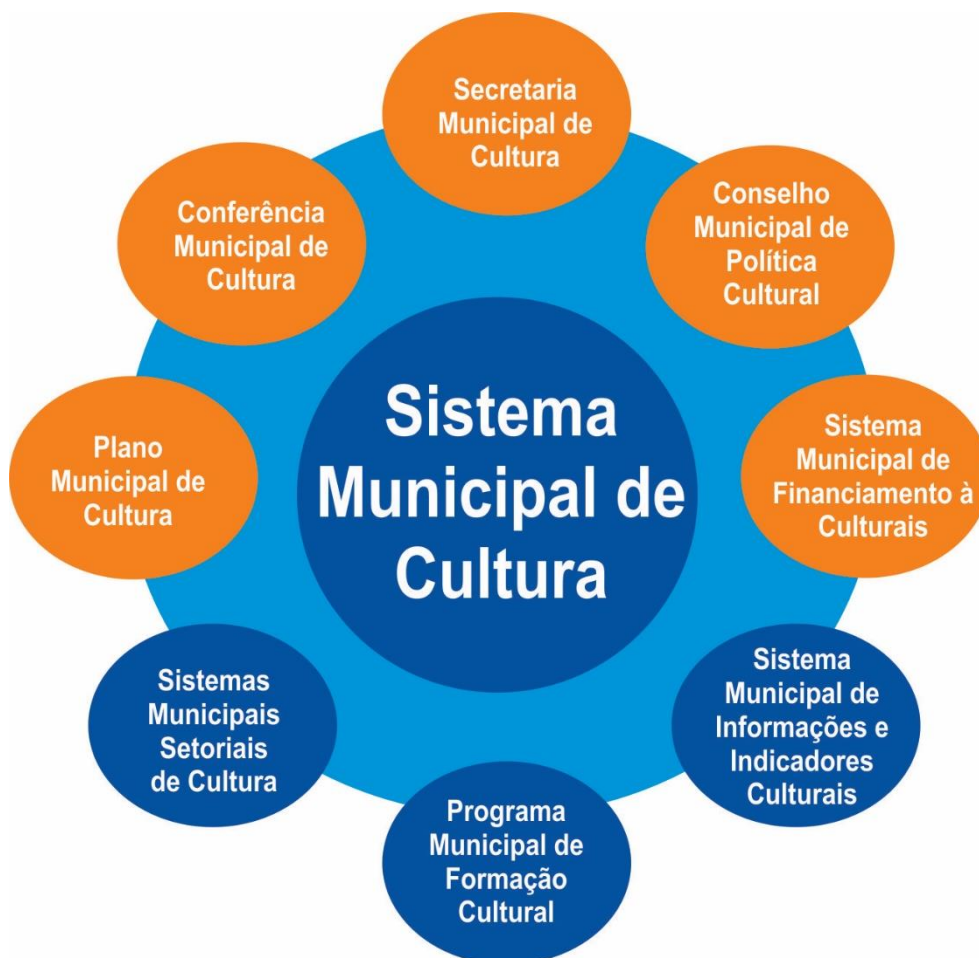 Secretaria
Municipal de
Cultura
Conselho
Municipal de
Política
Cultural
Sistema
Municipal de
Financiamento à
Culturais
Sistema
Municipal de
Informações e
Indicadores
Culturais
Programa
Municipal de
Formação
Cultural
Sistemas
Municipais
Setoriais
de Cultura
Plano
Municipal de
Cultura
Conferência
Municipal de
Cultura
Sistema
Municipal de
Cultura